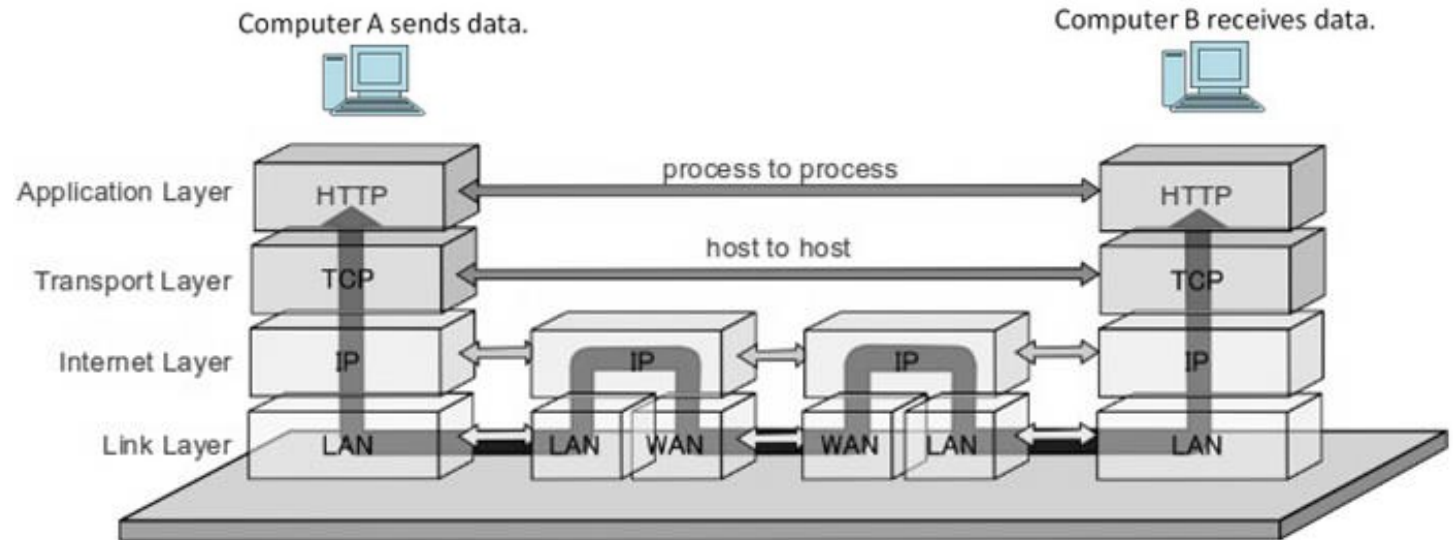 Computer A sends data.
Computer B receives data.
Application Layer
HTTP
process to process
HTTP
Transport Layer
TCP
host to host
TCP
Internet Layer
IP
IP
IP
IP
Link Layer
LAN
LAN
WAN
WAN
LAN
LAN